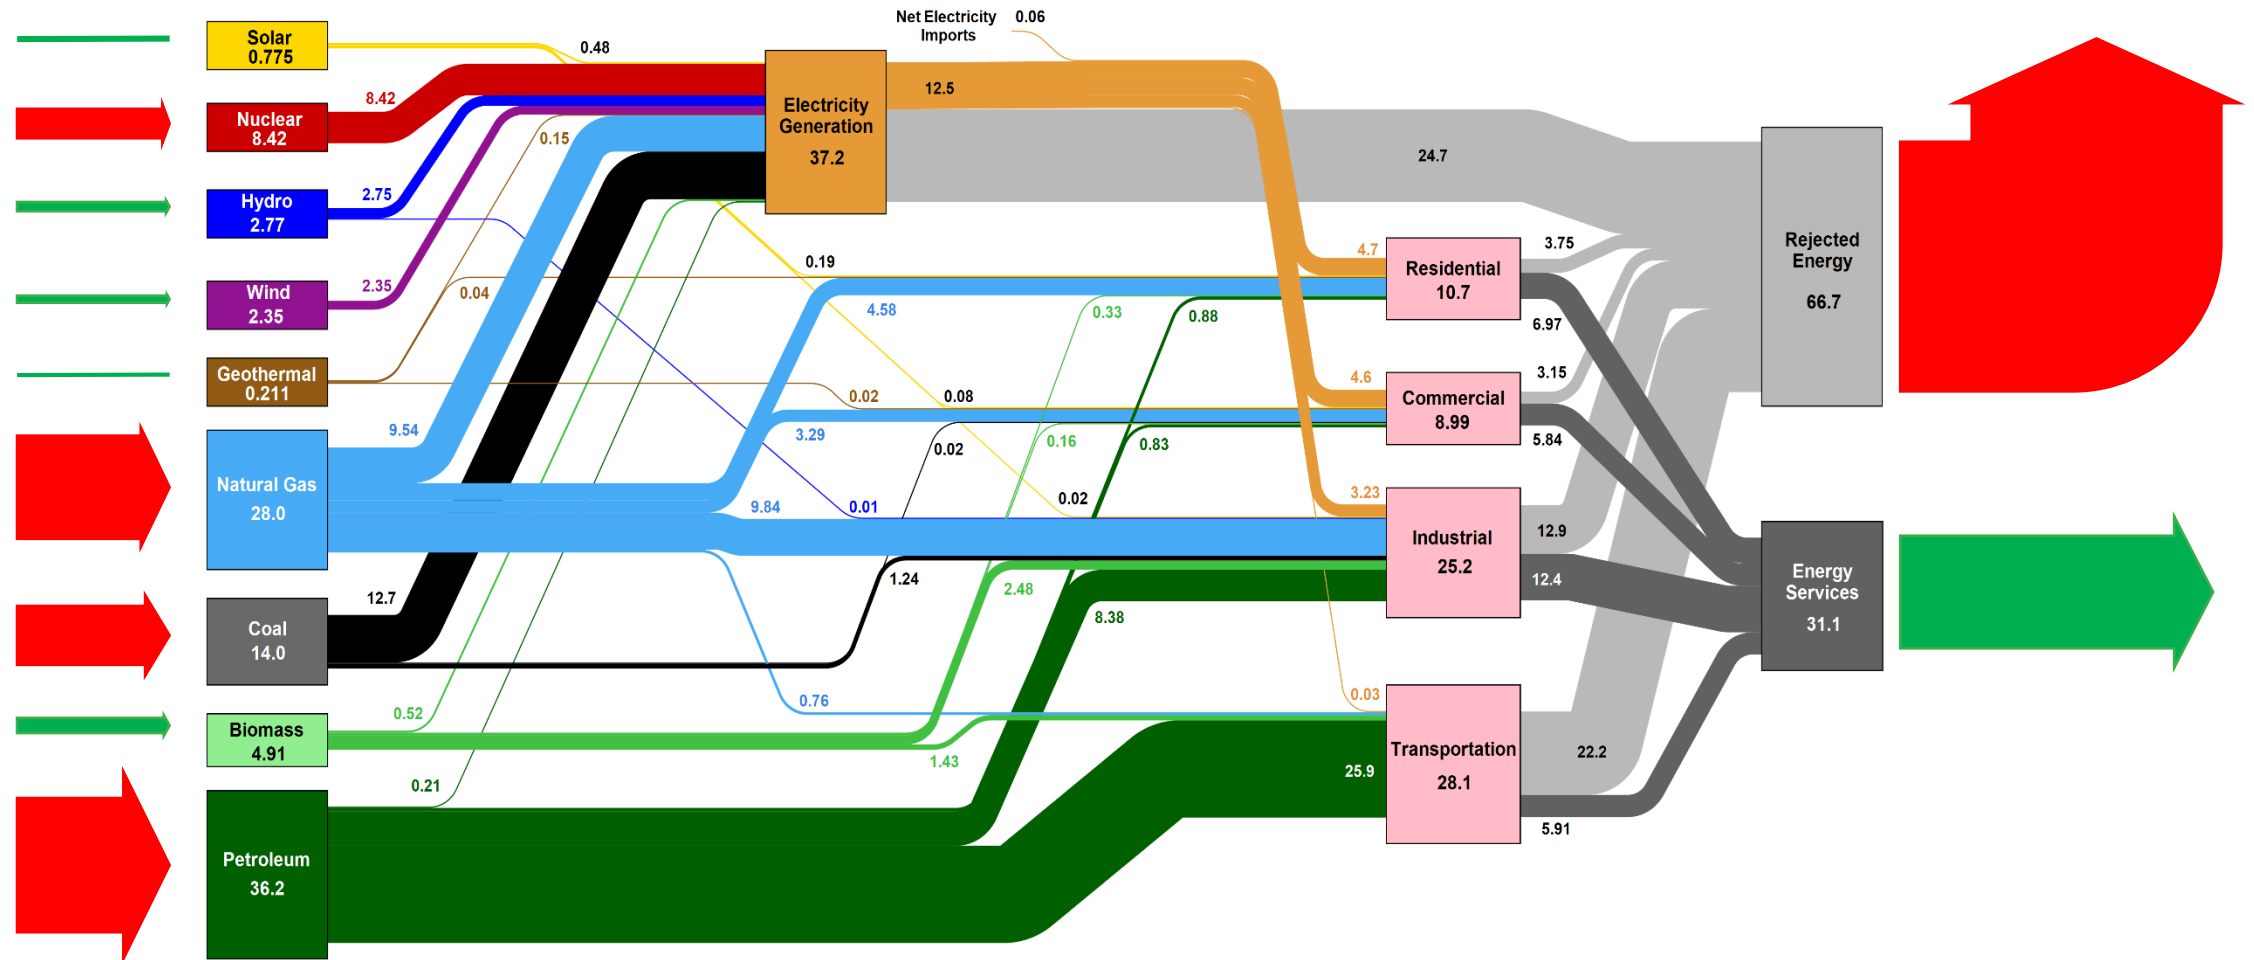 Solar
0.775
Nuclear
8.42
Hydro
2.77
Wind
2.35
Geothermal
0.211
Natural Gas
28.0
Coal
14.0
Biomass
4.91
Petroleum
36.2
0.48
8.42
0.15
2.75
2.35
0.04
9.54
12.7
0.52
0.21
Electricity
Generation
37.2
Net Electricity
Imports
0.06
12.5
24.7
0.19
4.58
0.33
0.88
0.02
0.08
3.29
0.02
0.16
0.83
9.84
0.01
0.02
1.24
2.48
8.38
0.76
1.43
25.9
4.7
4.6
3.23
0.03
Residential
10.7
Commercial
8.99
Industrial
25.2
Transportation
28.1
3.75
6.97
3.15
5.84
12.9
12.4
22.2
5.91
Rejected
Energy
66.7
Energy
Services
31.1